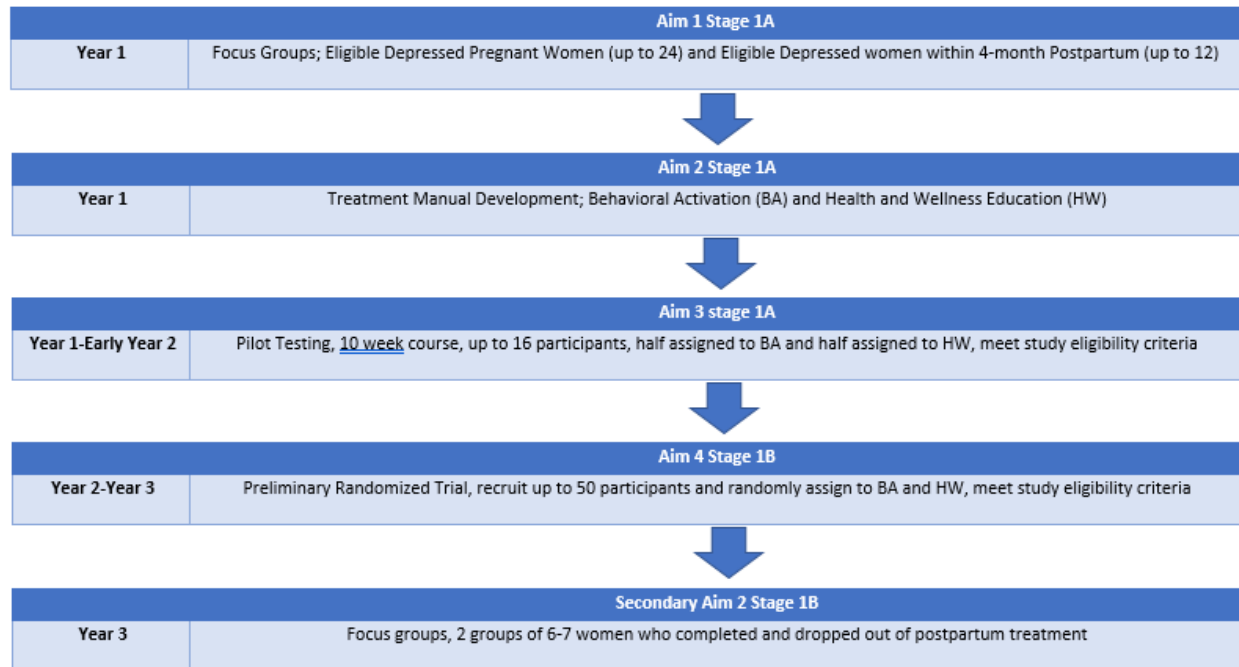 Aim 1 Stage 1A
Year 1
Focus Groups; Eligible Depressed Pregnant Women (up to 24) and Eligible Depressed women within 4-month Postpartum (up to 12)
Aim 2 Stage 1A
Year 1
Treatment Manual Development; Behavioral Activation (BA) and Health and Wellness Education (HW)
Aim 3 stage 1A
Year 1-Early Year 2
Pilot Testing, 10 week course, up to 16 participants, half assigned to BA and half assigned to HW, meet study eligibility criteria
Aim 4 Stage 1B
Year 2-Year 3
Preliminary Randomized Trial, recruit up to 50 participants and randomly assign to BA and HW, meet study eligibility criteria
Secondary Aim 2 Stage 1B
Year 3
Focus groups, 2 groups of 6-7 women who completed and dropped out of postpartum treatment